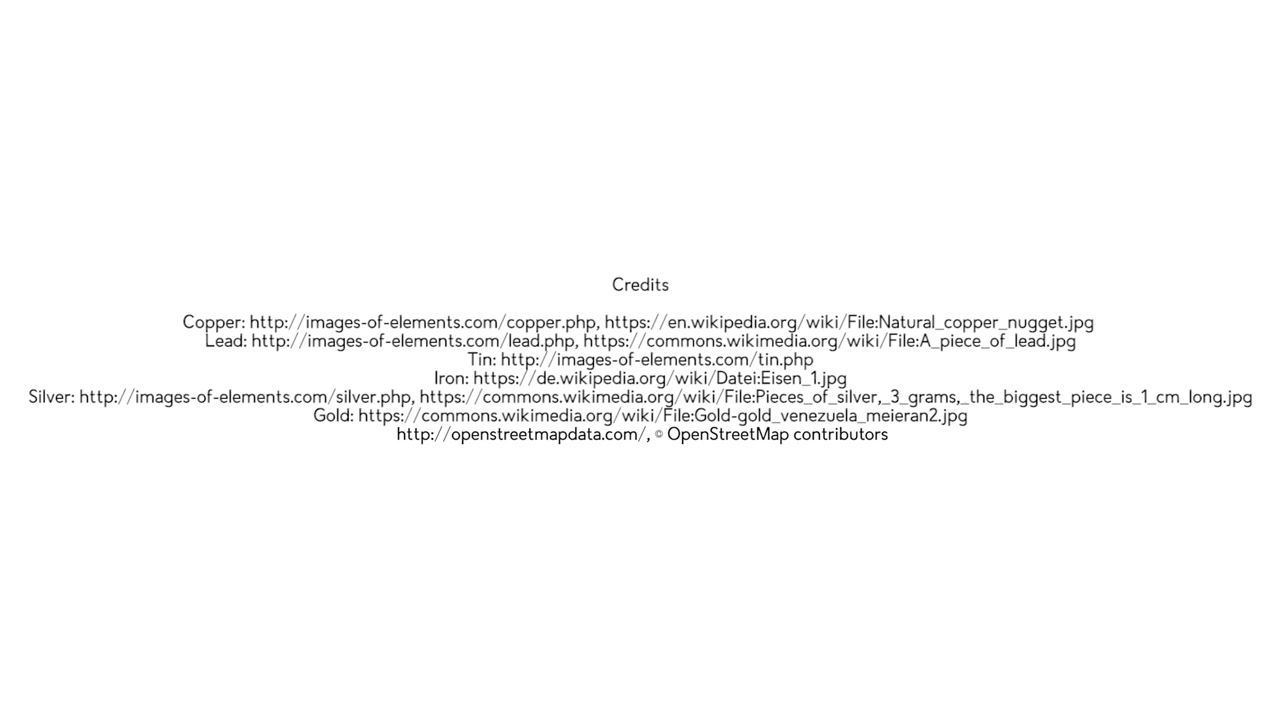 Credits
Copper: http://images-of-elements.com/copper.php, https://en.wikipedia.org/wiki/File:Natural_copper_nugget.jpg
Lead: http://images-of-elements.com/lead.php, https://commons.wikimedia.org/wiki/File:A_piece_of_lead.jpg
Tin: http://images-of-elements.com/tin.php
Iron: https://de.wikipedia.org/wiki/Datei:Eisen_1.jpg
Silver: http://images-of-elements.com/silver.php, https://commons.wikimedia.org/wiki/File:Pieces_of_silver,_3_grams,_the_biggest_piece_is_1_cm_long.jpg
Gold: https://commons.wikimedia.org/wiki/File:Gold-gold_venezuela_meieran2.jpg
http://openstreetmapdata.com/, © OpenStreetMap contributors